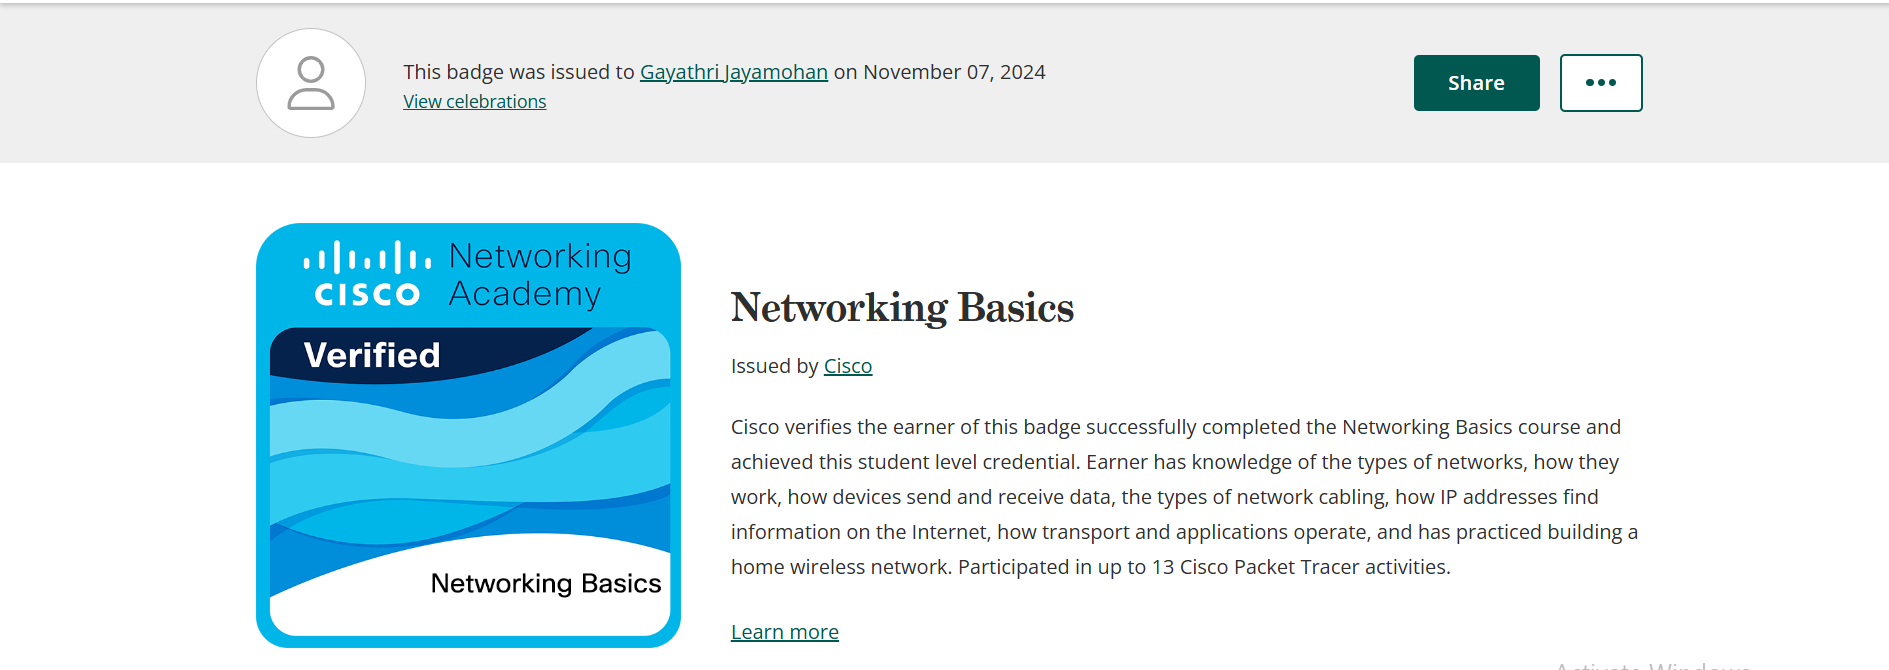 This badge was issued to Gayathri Jayamohan on November 07, 2024
View celebrations
Share
CISCO
Networking
Academy
Verified
Networking Basics
Networking Basics
Issued by Cisco
Cisco verifies the earner of this badge successfully completed the Networking Basics course and
achieved this student level credential. Earner has knowledge of the types of networks, how they
work, how devices send and receive data, the types of network cabling, how IP addresses find
information on the Internet, how transport and applications operate, and has practiced building a
home wireless network. Participated in up to 13 Cisco Packet Tracer activities.
Learn more
Activate Windows